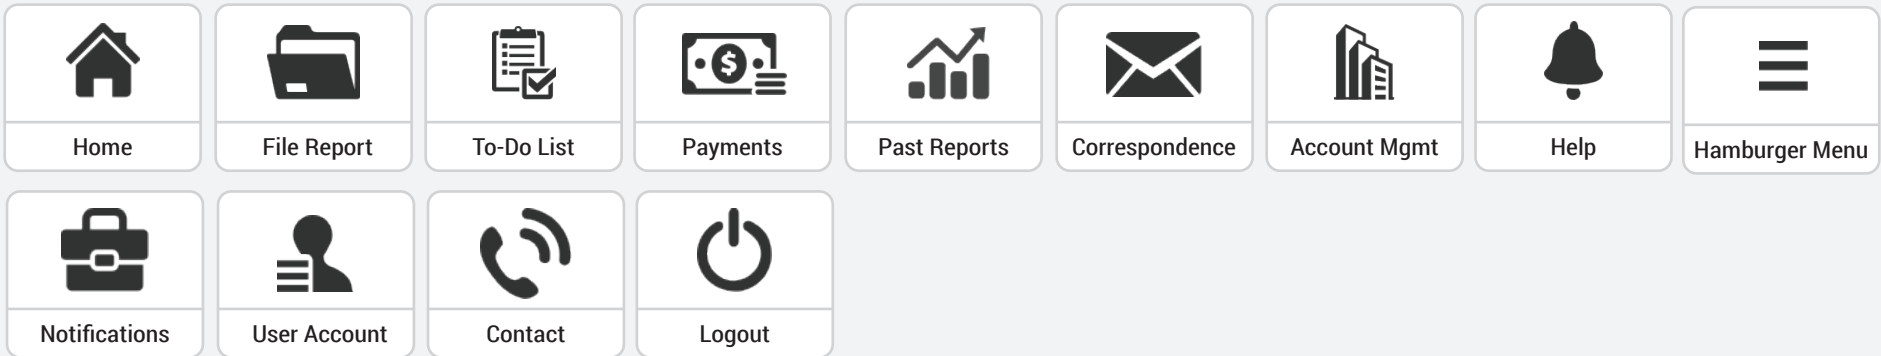 Home
File Report
To-Do List
$
Payments
Past Reports
Correspondence
Account Mgmt
Help
Hamburger Menu
Notifications
User Account
Contact
Logout